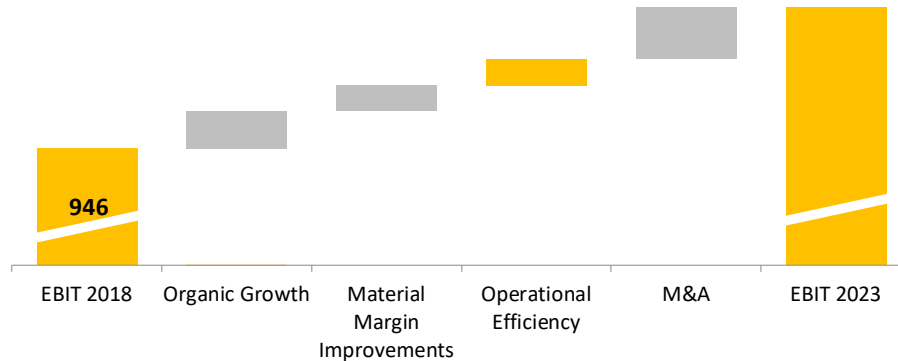 946
EBIT 2018
Organic Growth
Material
Margin
Improvements
Operational
Efficiency
M&A
EBIT 2023